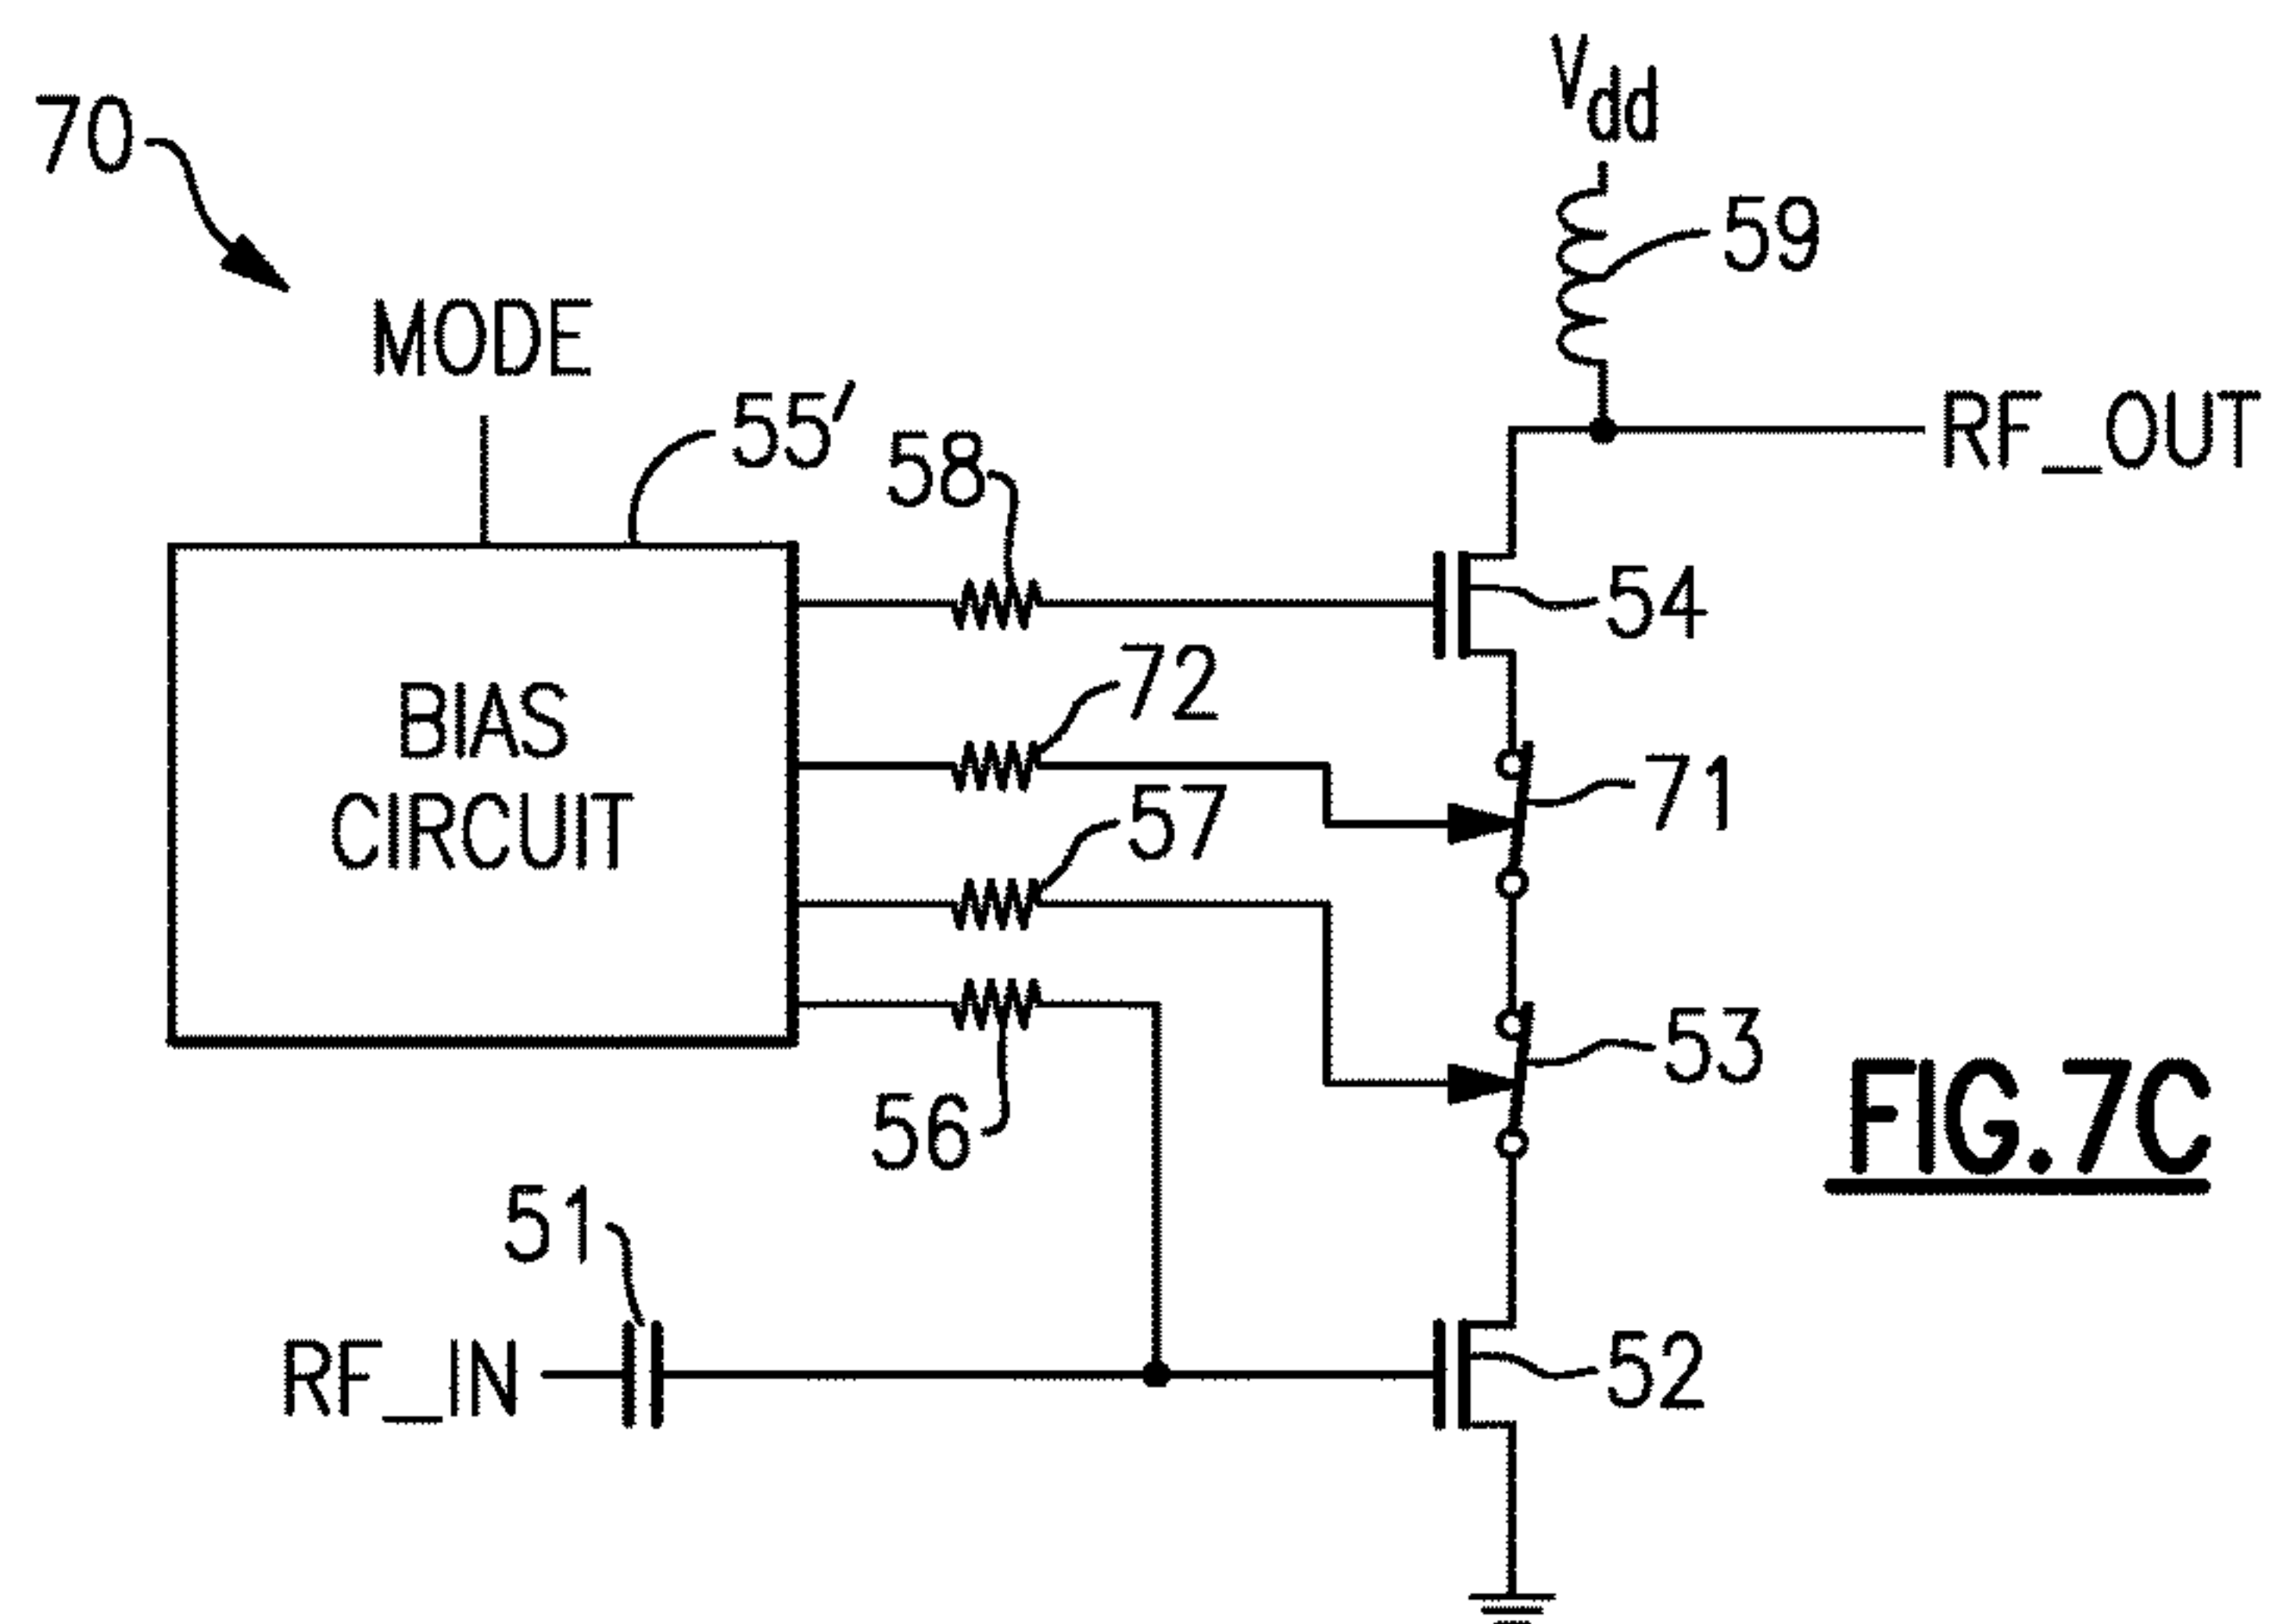 Vdd
70
59
MODE
55′
58
RF_OUT
54
72
BIAS
CIRCUIT
71
57
53
56
FIG.7C
51
RF_IN
52